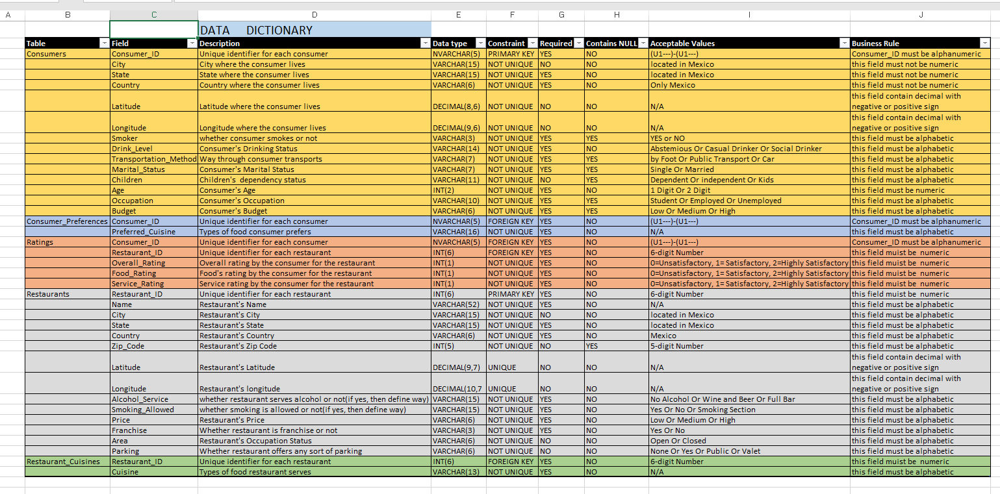 A B C D E F G H I J
DATA DICTIONARY
Table Field Description Data type Constraint Required Contains NULL Acceptable Values Business Rule
Consumers Consumer_ID Unique identifier for each consumer NVARCHAR(5) PRIMARY KEY YES NO (U1---)-(U1---) Consumer_ID must be alphanumeric
City City where the consumer lives VARCHAR(15) NOT UNIQUE NO NO located in Mexico this field must not be numeric
State State where the consumer lives VARCHAR(15) NOT UNIQUE YES NO located in Mexico this field must not be numeric
Country Country where the consumer lives VARCHAR(6) NOT UNIQUE YES NO Only Mexico this field must not be numeric
this field contain decimal with
Latitude Latitude where the consumer lives DECIMAL(8,6) NOT UNIQUE NO NO N/A negative or positive sign
this field contain decimal with
Longitude Longitude where the consumer lives DECIMAL(9,6) NOT UNIQUE NO NO N/A negative or positive sign
Smoker whether consumer smokes or not VARCHAR(3) NOT UNIQUE YES YES YES or NO this field must be alphabetic
Drink_Level Consumer's Drinking Status VARCHAR(14) NOT UNIQUE YES NO Abstemious Or Casual Drinker Or Social Drinker this field must be alphabetic
Transportation_Method Way through consumer transports VARCHAR(7) NOT UNIQUE YES YES by Foot Or Public Transport Or Car this field must be alphabetic
Marital_Status Consumer's Marital Status VARCHAR(7) NOT UNIQUE YES YES Single Or Married this field must be alphabetic
Children Children's dependency status VARCHAR(11) NOT UNIQUE NO YES Dependent Or independent Or Kids this field must be alphabetic
Age Consumer's Age INT(2) NOT UNIQUE YES NO 1 Digit Or 2 Digit this field must be numeric
Occupation Consumer's Occupation VARCHAR(10) NOT UNIQUE YES YES Student Or Employed Or Unemployed this field must be alphabetic
Budget Consumer's Budget VARCHAR(6) NOT UNIQUE YES YES Low Or Medium Or High this field must be alphabetic
Consumer_Preferences Consumer_ID Unique identifier for each consumer NVARCHAR(5) FOREIGN KEY YES NO (U1---)-(U1---) Consumer_ID must be alphanumeric
Preferred_Cuisine Types of food consumer prefers VARCHAR(16) NOT UNIQUE YES NO N/A this field must be alphabetic
Ratings Consumer_ID Unique identifier for each consumer NVARCHAR(5) FOREIGN KEY YES NO (U1---)-(U1---) Consumer_ID must be alphanumeric
Restaurant_ID Unique identifier for each restaurant INT(6) FOREIGN KEY YES NO 6-digit Number this field muist be numeric
Overall_Rating Overall rating by the consumer for the restaurant INT(1) NOT UNIQUE YES NO 0=Unsatisfactory, 1= Satisfactory, 2=Highly Satisfactory this field muist be numeric
Food_Rating Food's rating by the consumer for the restaurant INT(1) NOT UNIQUE YES NO 0=Unsatisfactory, 1= Satisfactory, 2=Highly Satisfactory this field muist be numeric
Service_Rating Service rating by the consumer for the restaurant INT(1) NOT UNIQUE YES NO 0=Unsatisfactory, 1= Satisfactory, 2=Highly Satisfactory this field muist be numeric
Restaurants Restaurant_ID Unique identifier for each restaurant INT(6) PRIMARY KEY YES NO 6-digit Number this field muist be numeric
Name Restaurant's Name VARCHAR(52) NOT UNIQUE YES NO N/A this field must be alphabetic
City Restaurant's City VARCHAR(15) NOT UNIQUE NO NO located in Mexico this field must be alphabetic
State Restaurant's State VARCHAR(15) NOT UNIQUE YES NO located in Mexico this field must be alphabetic
Country Restaurant's Country VARCHAR(6) NOT UNIQUE YES NO Mexico this field must be alphabetic
Zip_Code Restaurant's Zip Code INT(5) NOT UNIQUE NO YES 5-digit Number this field must be alphabetic
this field contain decimal with
Latitude Restaurant's Latitude DECIMAL(9,7) UNIQUE NO NO N/A negative or positive sign
this field contain decimal with
Longitude Restaurant's longitude DECIMAL(10,7 UNIQUE NO NO N/A negative or positive sign
Alcohol_Service whether restaurant serves alcohol or not(if yes, then define way) VARCHAR(15) NOT UNIQUE YES NO No Alcohol Or Wine and Beer Or Full Bar this field must be alphabetic
Smoking_Allowed whether smoking is allowed or not(if yes, then define way) VARCHAR(15) NOT UNIQUE YES NO Yes Or No Or Smoking Section this field must be alphabetic
Price Restaurant's Price VARCHAR(6) NOT UNIQUE YES NO Low Or Medium Or High this field must be alphabetic
Franchise Whether restaurant is franchise or not VARCHAR(3) NOT UNIQUE YES NO Yes Or No this field must be alphabetic
Area Restaurant's Occupation Status VARCHAR(6) NOT UNIQUE NO NO Open Or Closed this field must be alphabetic
Parking Whether restaurant offers any sort of parking VARCHAR(6) NOT UNIQUE NO NO None Or Yes Or Public Or Valet this field must be alphabetic
Restaurant_Cuisines Restaurant_ID Unique identifier for each restaurant INT(6) FOREIGN KEY YES NO 6-digit Number this field muist be numeric
Cuisine Types of food restaurant serves VARCHAR(13) NOT UNIQUE YES NO N/A this field must be alphabetic